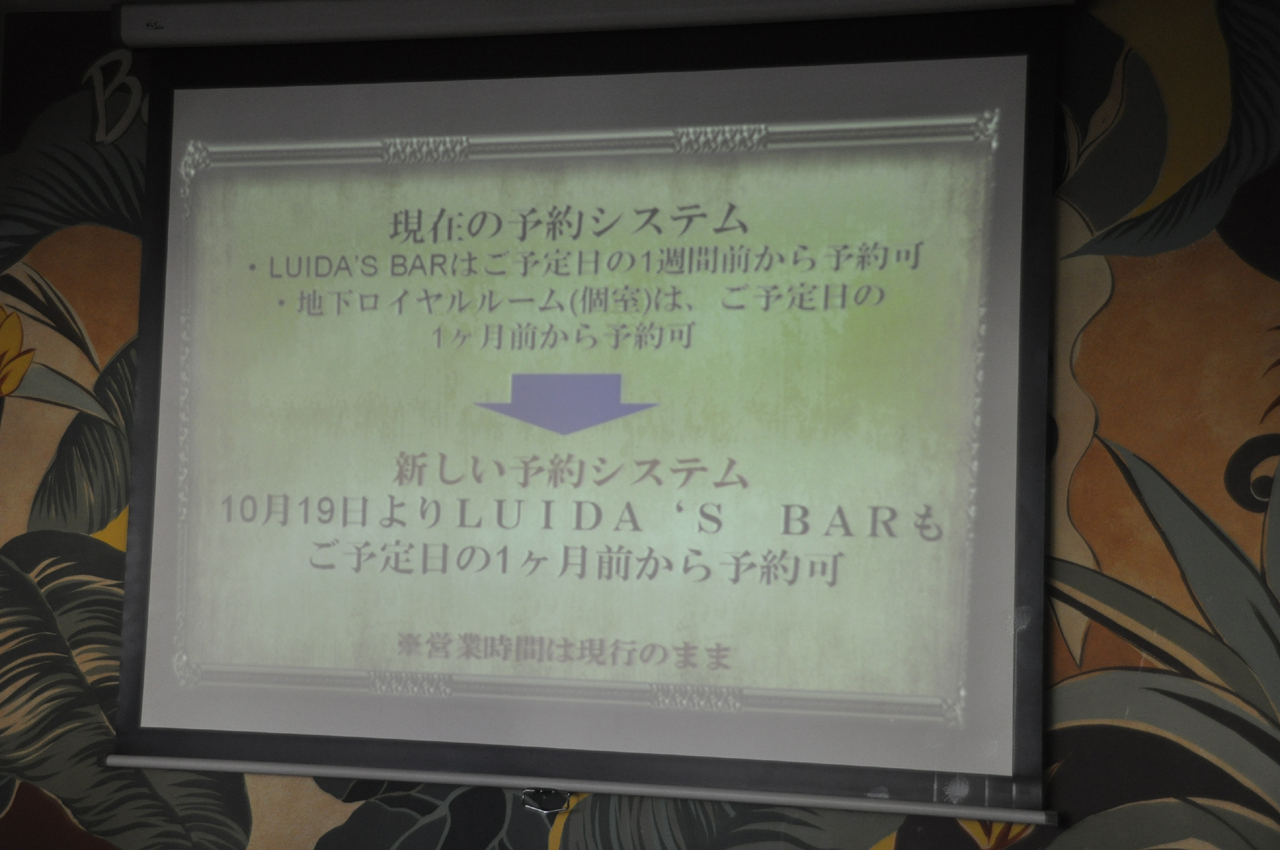 現在の予約システム
・LUIDA'S BARはご予定日の1週間前から予約可
・地下ロイヤルルーム(個室)は、ご予定日の
1ヶ月前から予約可
新しい予約システム
10月19日よりＬＵＩＤＡ‘Ｓ　ＢＡＲも
ご予定日の1ヶ月前から予約可
※営業時間は現行のまま